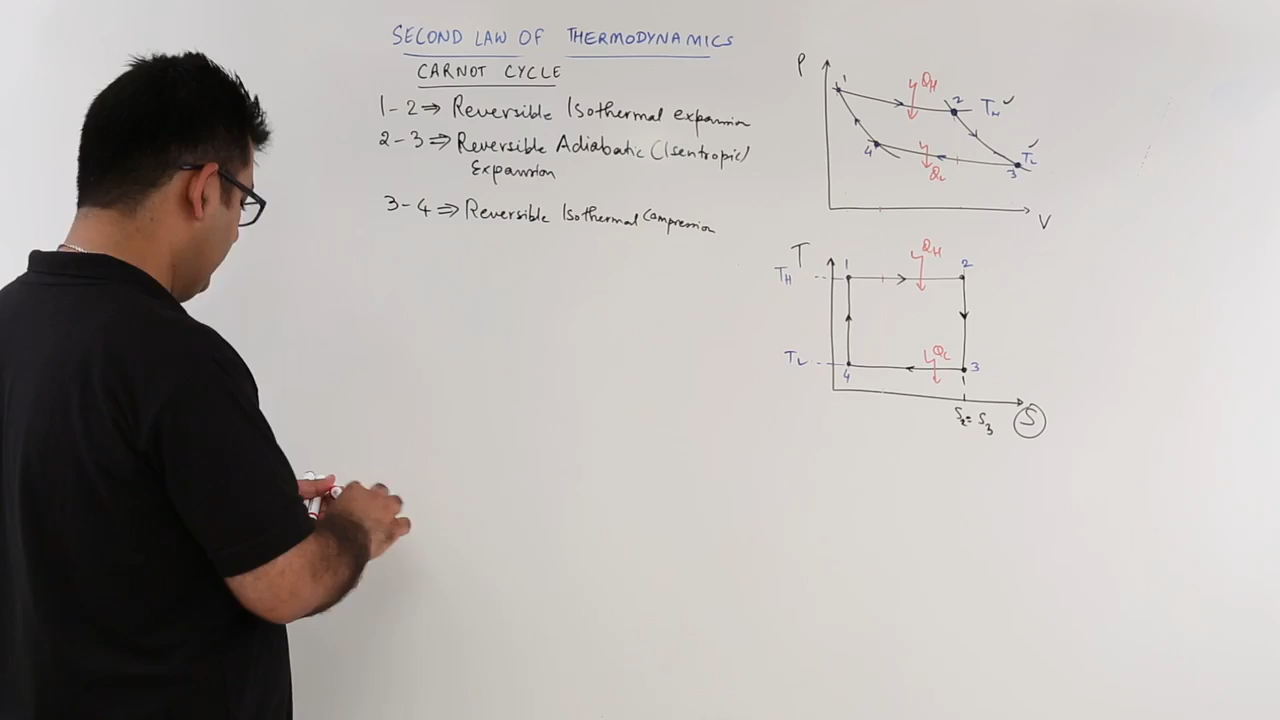 SECOND LAW OF THERMODYNAMICS
CARNOT CYCLE
1-2 ⇒ Reversible Isothermal expansion
2-3 ⇒ Reversible Adiabatic (Isentropic)
Expansion
3-4 ⇒ Reversible Isothermal Compression
P
1
QH
2
TH ✓
4
QL
3
TL ✓
V
T
TH
1
QH
2
TL
4
QL
3
S2 = S3
S